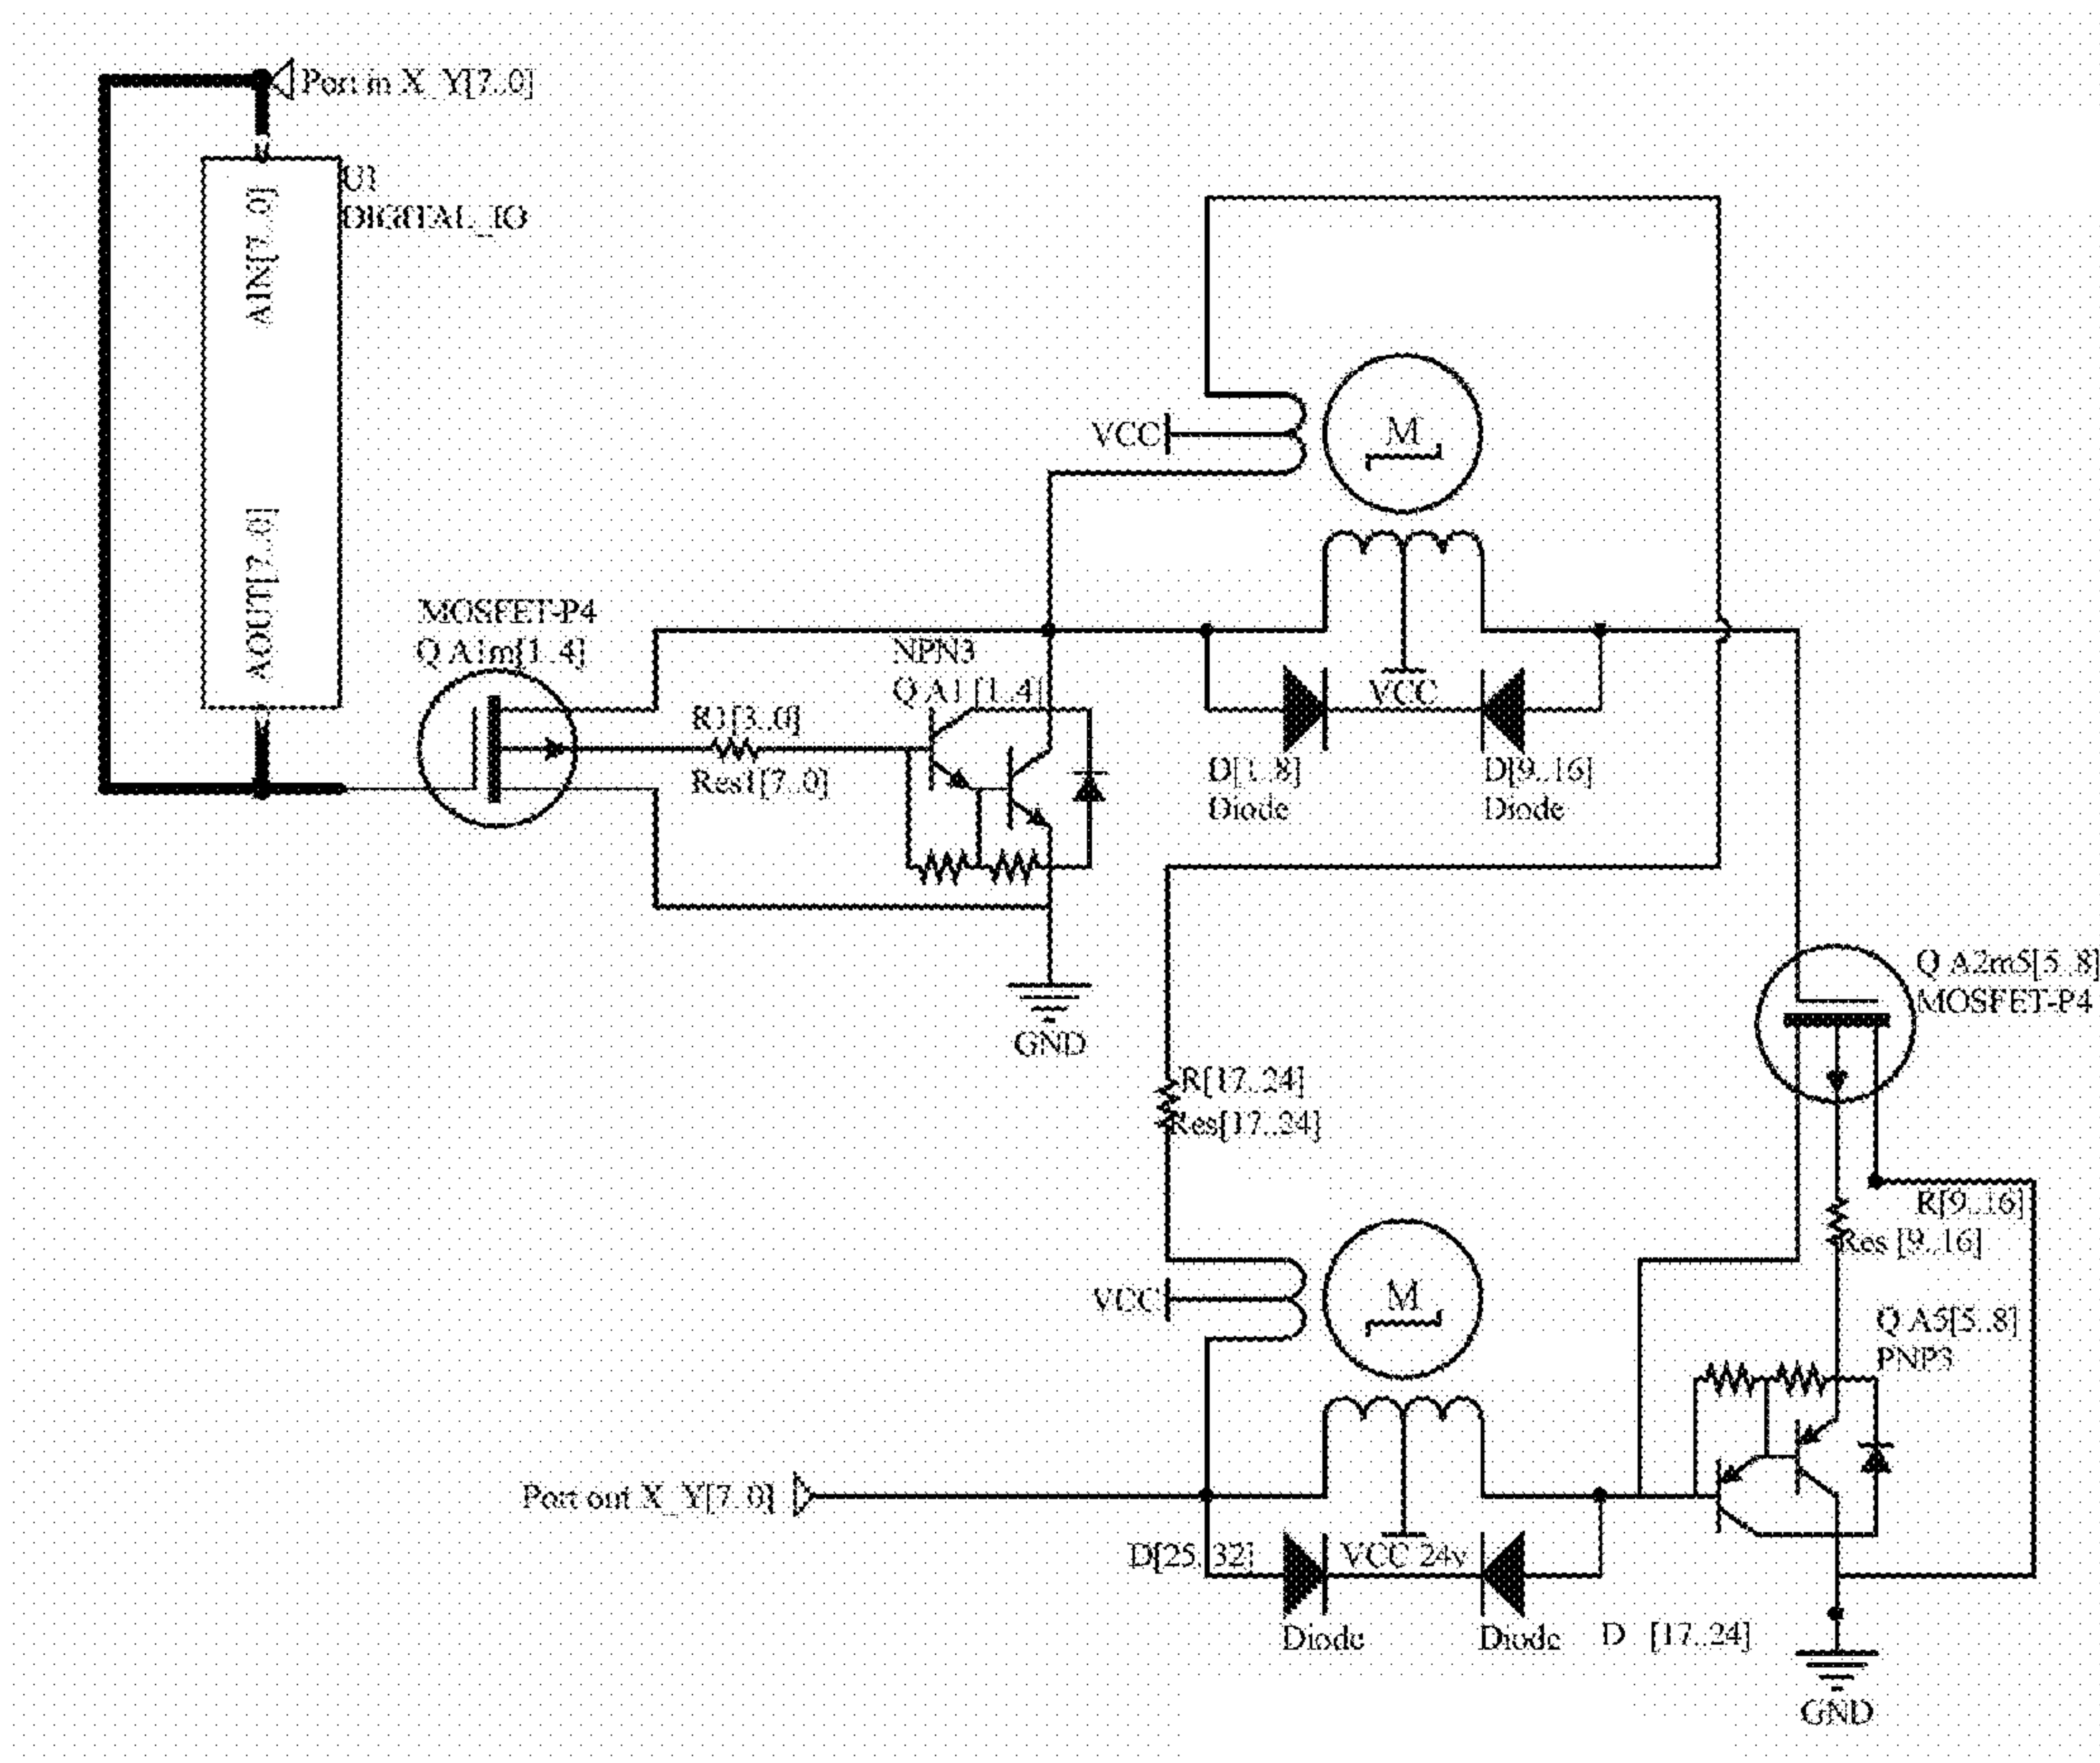 Port in X_Y[7..0]
U1
DIGITAL_IO
AIN[7..0]
AOUT[7..0]
MOSFET-P4
Q A1m[1..4]
R1[3..0]
Res1[7..0]
NPN3
Q A1 [1..4]
GND
VCC
M
VCC
D[1..8]
Diode
D[9..16]
Diode
Q A2m5[5..8]
MOSFET-P4
R[17..24]
Res[17..24]
R[9..16]
Res [9..16]
VCC
M
Q A5[5..8]
PNP3
Port out X_Y[7..0]
D[25..32]
VCC 24v
Diode
Diode
D [17..24]
GND